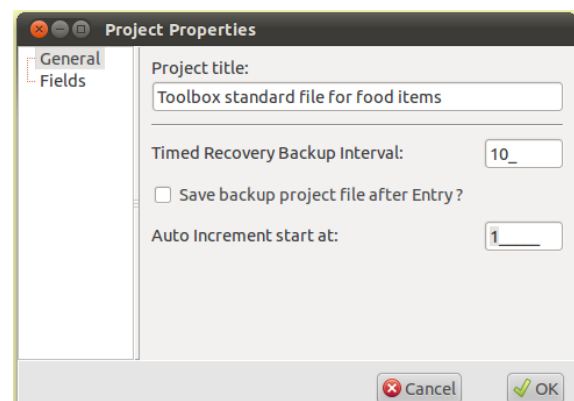 Project Properties
General
Fields
Project title:
Toolbox standard file for food items
Timed Recovery Backup Interval: 10_
Save backup project file after Entry ?
Auto Increment start at: 1_____
Cancel OK